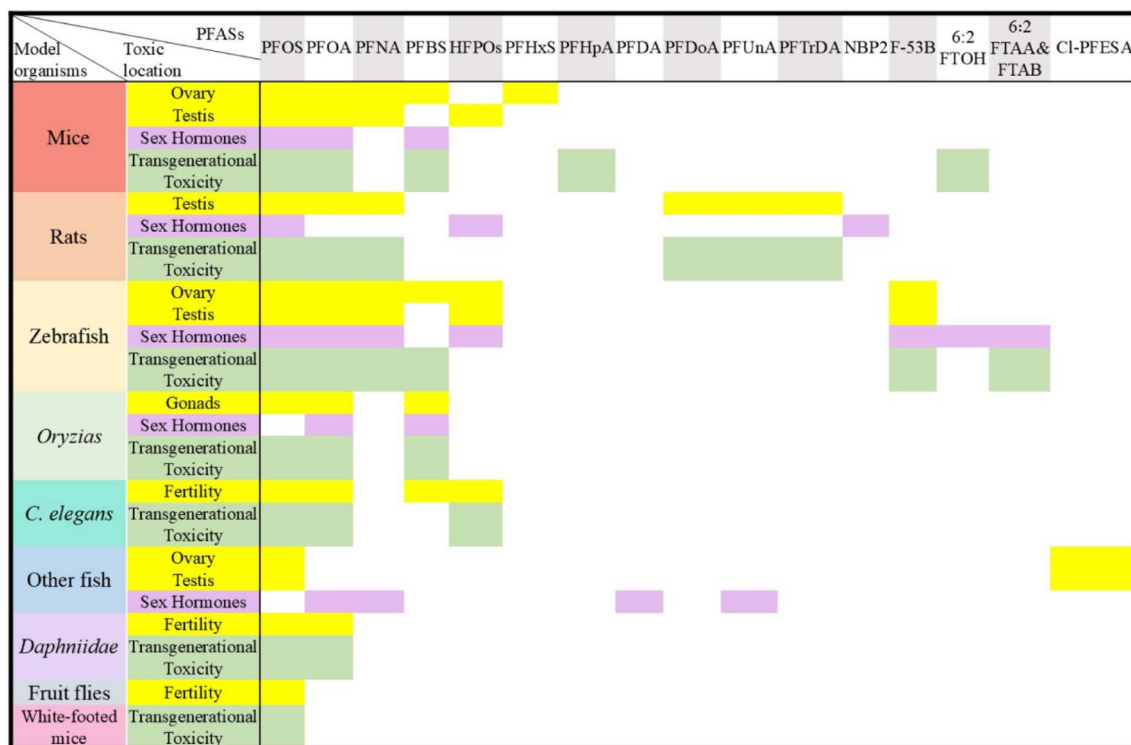 PFASs
Model organisms
Toxic location
PFOS PFOA PFNA PFBS HFPOs PFHxS PFHpA PFDA PFDoA PFUnA PFTrDA NBP2 F-53B 6:2 FTOH 6:2 FTAA& FTAB Cl-PFESA
Mice
Ovary
Testis
Sex Hormones
Transgenerational
Toxicity
Rats
Testis
Sex Hormones
Transgenerational
Toxicity
Zebrafish
Ovary
Testis
Sex Hormones
Transgenerational
Toxicity
Oryzias
Gonads
Sex Hormones
Transgenerational
Toxicity
C. elegans
Fertility
Transgenerational
Toxicity
Other fish
Ovary
Testis
Sex Hormones
Daphniidae
Fertility
Transgenerational
Toxicity
Fruit flies
Fertility
White-footed
mice
Transgenerational
Toxicity